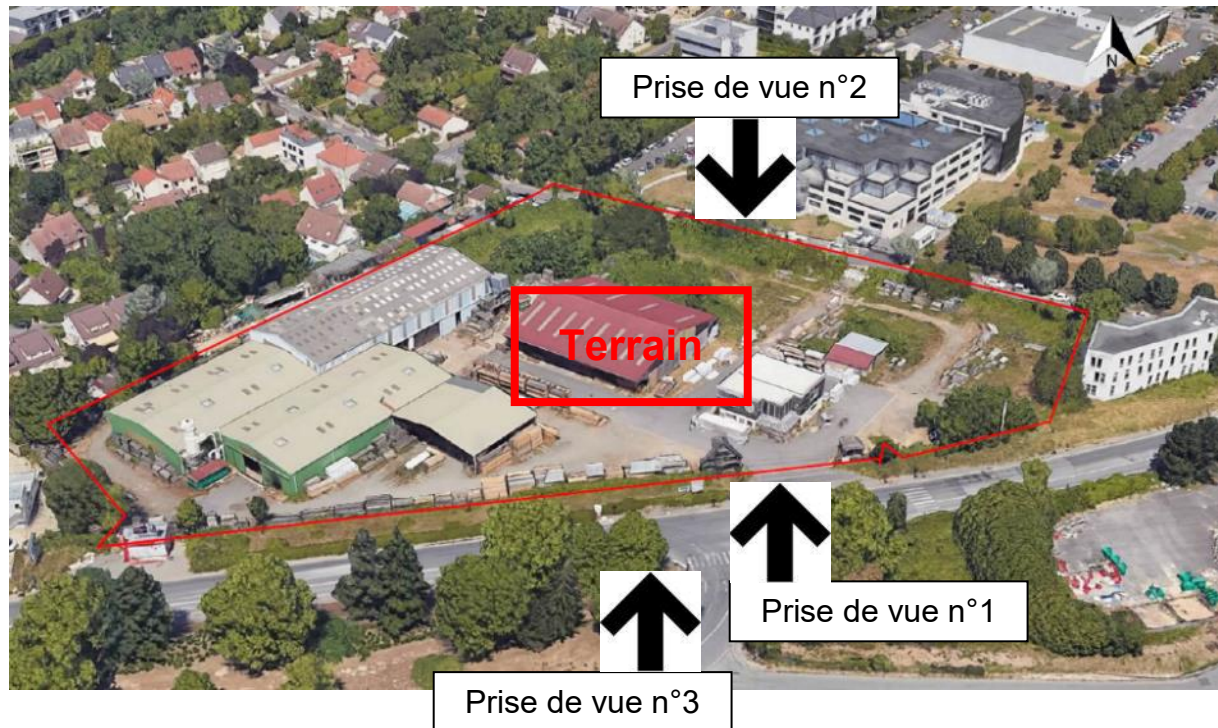 N
Prise de vue n°2
Terrain
Prise de vue n°1
Prise de vue n°3